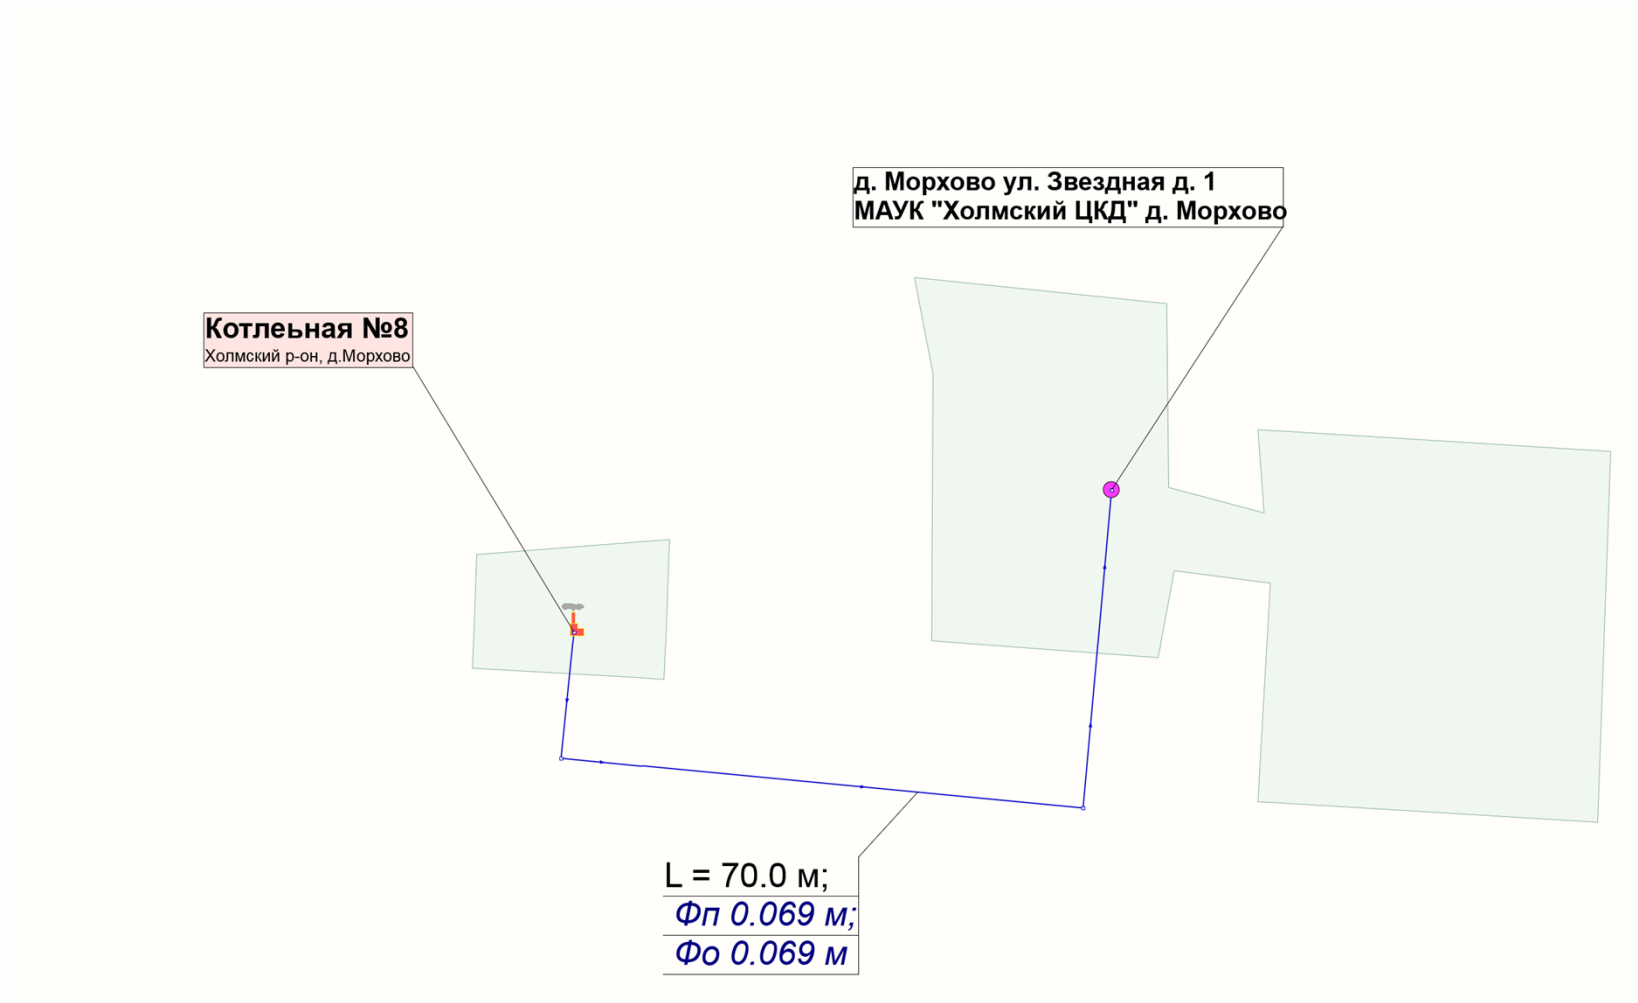 д. Морхово ул. Звездная д. 1
МАУК "Холмский ЦКД" д. Морхово
Котлеьная №8
Холмский р-он, д.Морхово
L = 70.0 м;
Фп 0.069 м;
Фо 0.069 м